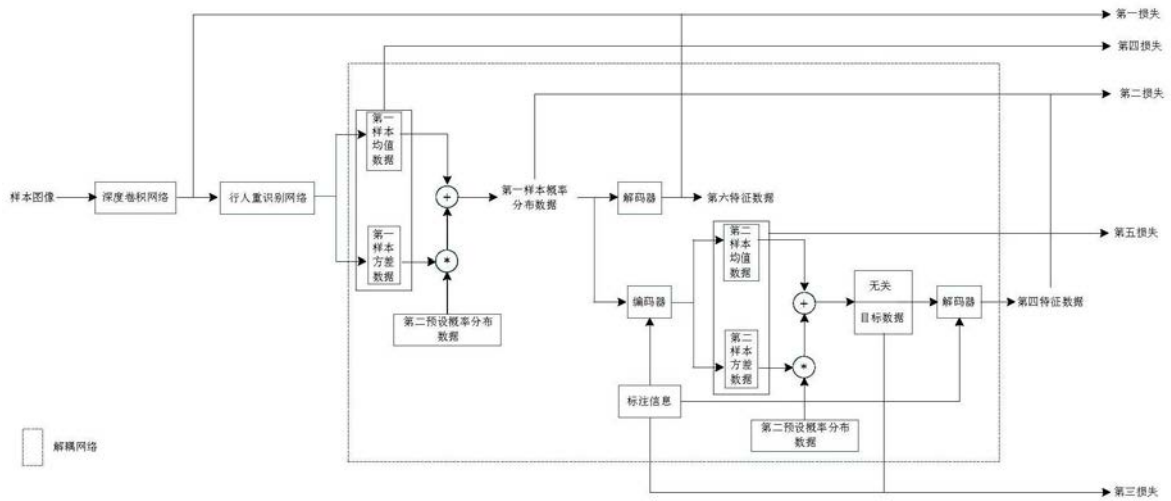 第一损失
第四损失
第二损失
第一
样本
均值
数据
样本图像
深度卷积网络
行人重识别网络
+
第一样本概率
分布数据
解码器
第六特征数据
第一
样本
方差
数据
*
第二预设概率分布
数据
第二
样本
均值
数据
第五损失
编码器
+
无关
目标数据
解码器
第四特征数据
第二
样本
方差
数据
*
标注信息
第二预设概率分布
数据
解耦网络
第三损失